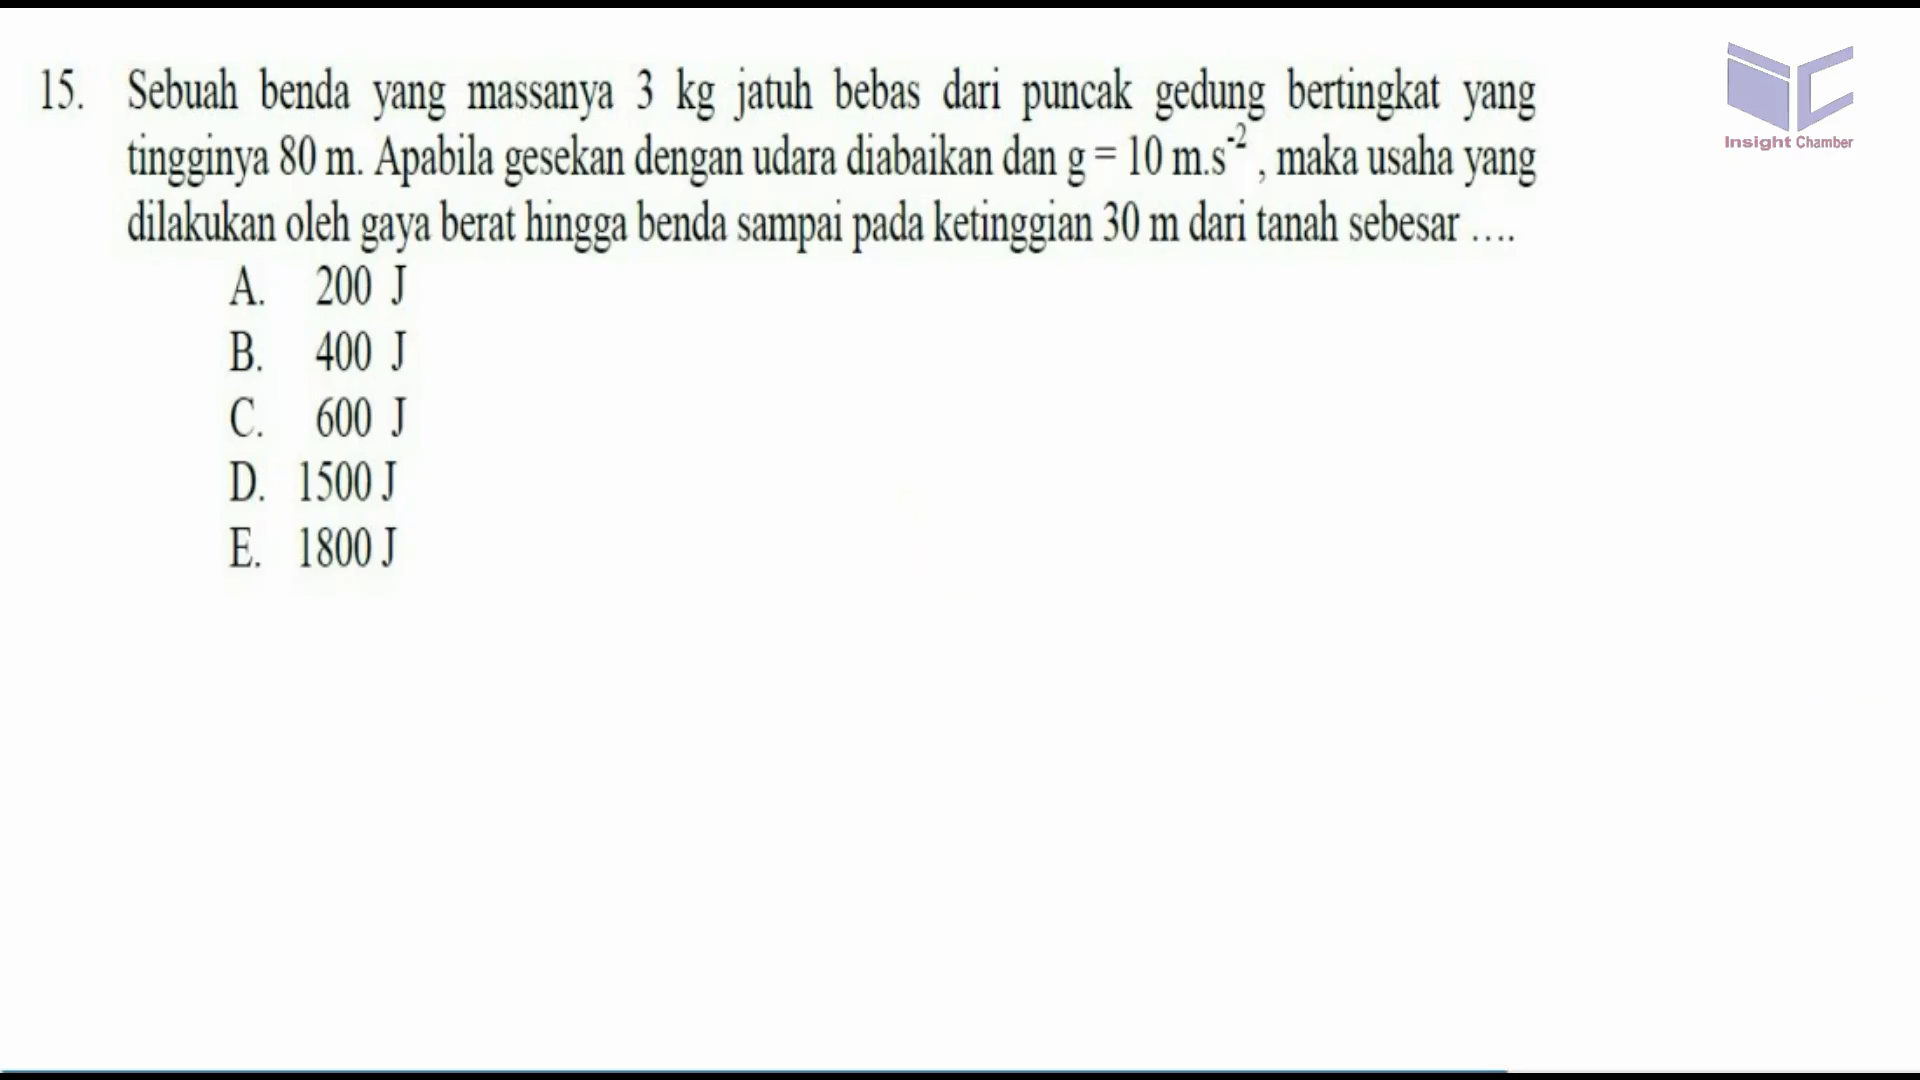 15. Sebuah benda yang massanya 3 kg jatuh bebas dari puncak gedung bertingkat yang
tingginya 80 m. Apabila gesekan dengan udara diabaikan dan g = 10 m.s⁻² , maka usaha yang
dilakukan oleh gaya berat hingga benda sampai pada ketinggian 30 m dari tanah sebesar ….
A. 200 J
B. 400 J
C. 600 J
D. 1500 J
E. 1800 J
Insight Chamber